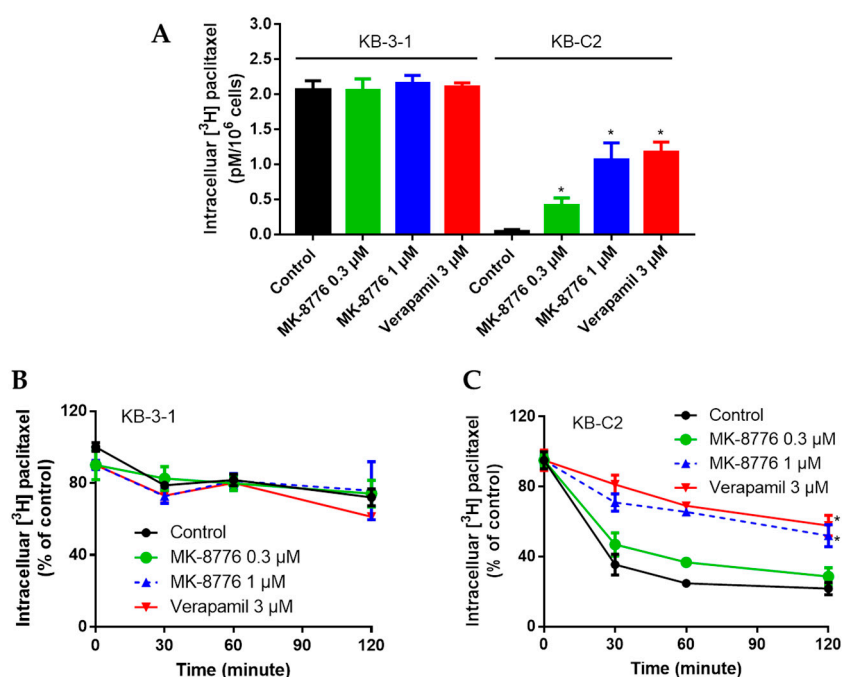 A
KB-3-1
KB-C2
Intracelluar [³H] paclitaxel
(pM/10⁶ cells)
3.0
2.5
2.0
1.5
1.0
0.5
0.0
*
*
*
Control
MK-8776 0.3 µM
MK-8776 1 µM
Verapamil 3 µM
Control
MK-8776 0.3 µM
MK-8776 1 µM
Verapamil 3 µM
B
KB-3-1
Intracelluar [³H] paclitaxel
(% of control)
120
80
40
0
Control
MK-8776 0.3 µM
MK-8776 1 µM
Verapamil 3 µM
0
30
60
90
120
Time (minute)
C
KB-C2
Intracelluar [³H] paclitaxel
(% of control)
120
80
40
0
Control
MK-8776 0.3 µM
MK-8776 1 µM
Verapamil 3 µM
*
*
0
30
60
90
120
Time (minute)